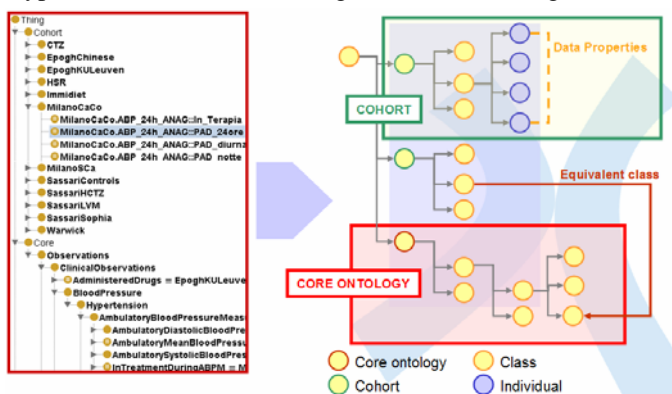 Thing
Cohort
CTZ
EpoghChinese
EpoghKULeuven
HSR
Immidiet
MilanoCaCo
MilanoCaCo.ABP_24h_ANAG::In_Terapia
MilanoCaCo.ABP_24h_ANAG::PAD_24ore
MilanoCaCo.ABP_24h_ANAG::PAD_diurna
MilanoCaCo.ABP_24h_ANAG::PAD_notte
MilanoSCa
SassariControls
SassariHCTZ
SassariLVM
SassariSophia
Warwick
Core
Observations
ClinicalObservations
AdministeredDrugs ≡ EpoghKULeuve
BloodPressure
Hypertension
AmbulatoryBloodPressureMeas
AmbulatoryDiastolicBloodPre
AmbulatoryMeanBloodPressu
AmbulatorySystolicBloodPres
InTreatmentDuringABPM ≡ M
Data Properties
COHORT
Equivalent class
CORE ONTOLOGY
Core ontology
Class
Cohort
Individual